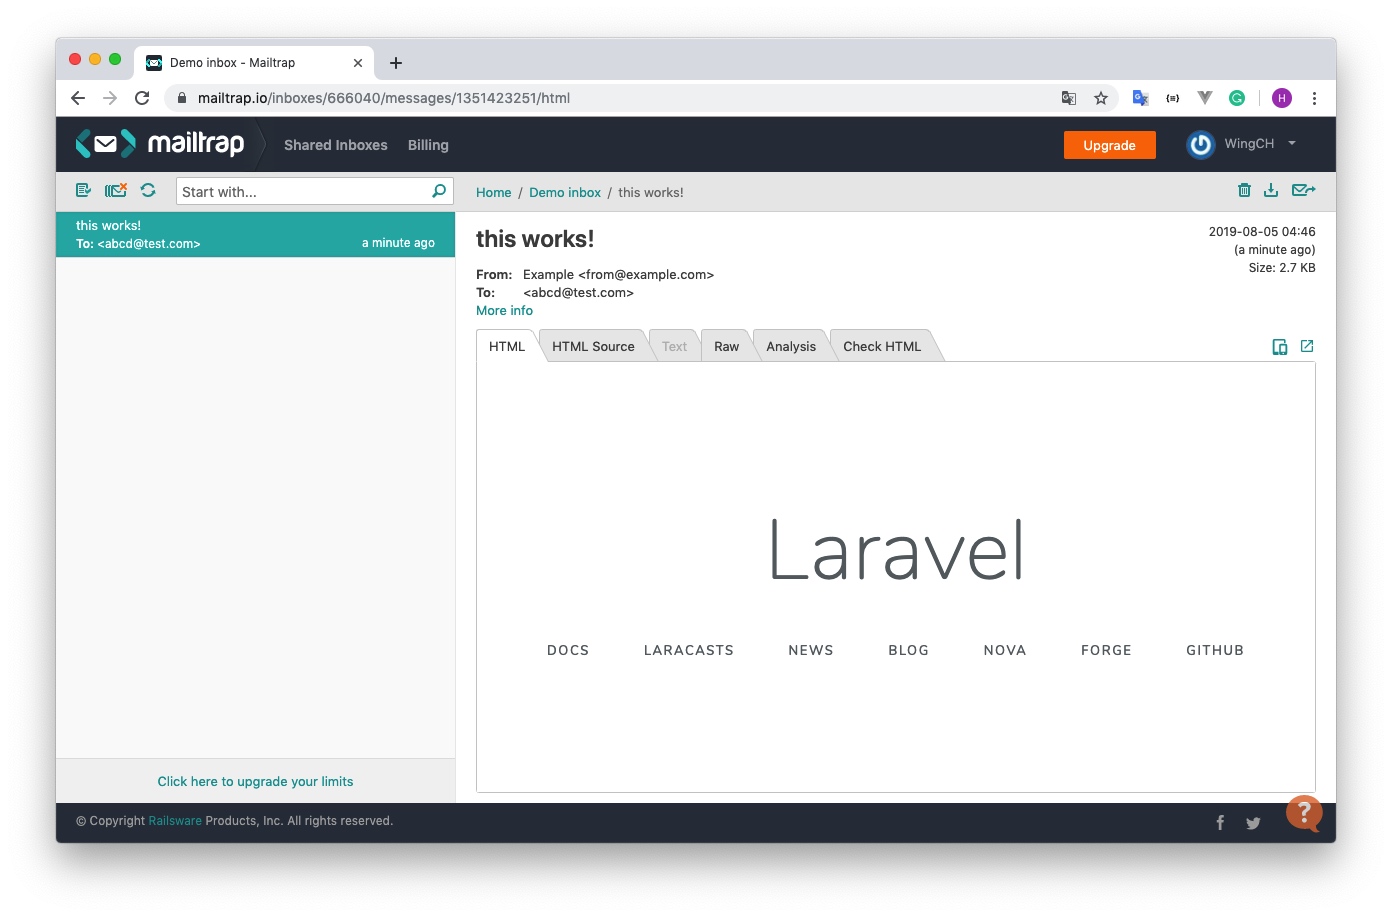 Demo inbox - Mailtrap
mailtrap.io/inboxes/666040/messages/1351423251/html
H
mailtrap
Shared Inboxes
Billing
Upgrade
WingCH
Start with...
Home / Demo inbox / this works!
this works!
To: <abcd@test.com>
a minute ago
this works!
2019-08-05 04:46
(a minute ago)
Size: 2.7 KB
From: Example <from@example.com>
To: <abcd@test.com>
More info
HTML
HTML Source
Text
Raw
Analysis
Check HTML
Laravel
DOCS
LARACASTS
NEWS
BLOG
NOVA
FORGE
GITHUB
Click here to upgrade your limits
© Copyright Railsware Products, Inc. All rights reserved.
?